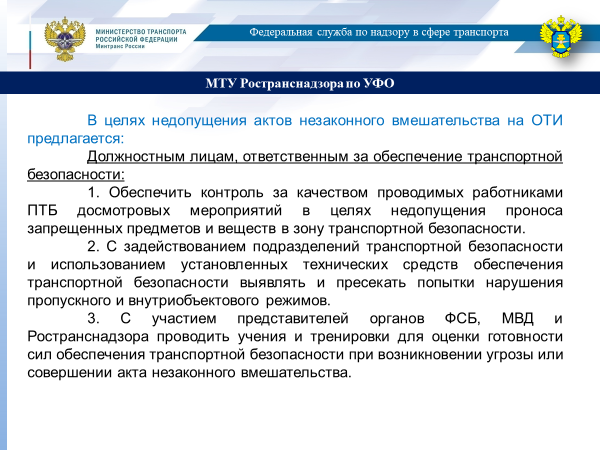 МИНИСТЕРСТВО ТРАНСПОРТА
РОССИЙСКОЙ ФЕДЕРАЦИИ
Минтранс России
Федеральная служба по надзору в сфере транспорта
МТУ Ространснадзора по УФО
В целях недопущения актов незаконного вмешательства на ОТИ
предлагается:
Должностным лицам, ответственным за обеспечение транспортной
безопасности:
1. Обеспечить контроль за качеством проводимых работниками
ПТБ досмотровых мероприятий в целях недопущения проноса
запрещенных предметов и веществ в зону транспортной безопасности.
2. С задействованием подразделений транспортной безопасности
и использованием установленных технических средств обеспечения
транспортной безопасности выявлять и пресекать попытки нарушения
пропускного и внутриобъектового режимов.
3. С участием представителей органов ФСБ, МВД и
Ространснадзора проводить учения и тренировки для оценки готовности
сил обеспечения транспортной безопасности при возникновении угрозы или
совершении акта незаконного вмешательства.